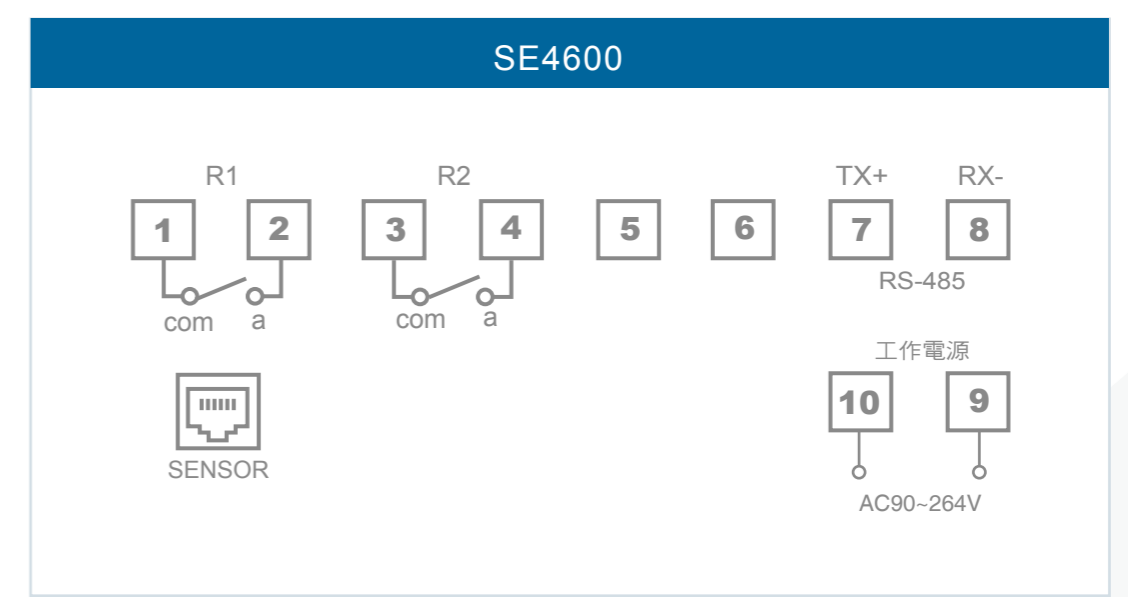 SE4600
R1 R2 TX+ RX-
1 2 3 4 5 6 7 8
RS-485
com a com a
工作電源
10 9
SENSOR
AC90~264V